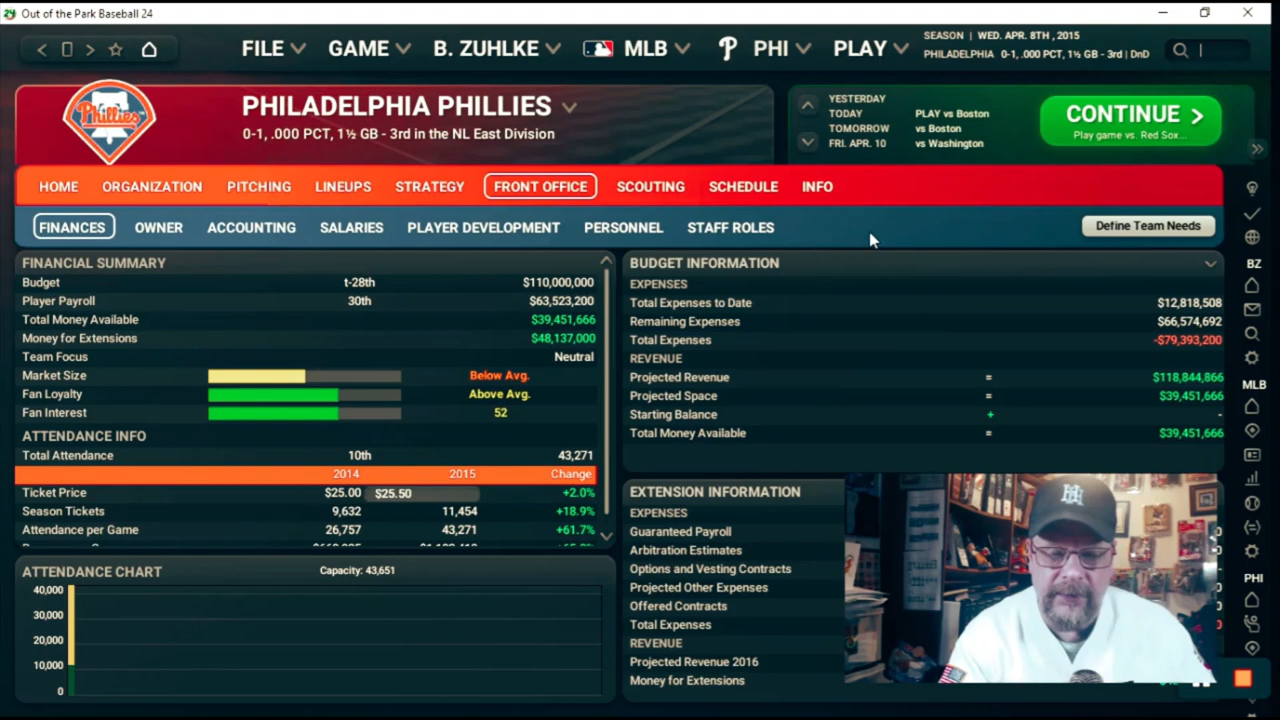 Out of the Park Baseball 24
FILE GAME B. ZUHLKE MLB PHI PLAY
SEASON | WED. APR. 8TH , 2015
PHILADELPHIA 0-1, .000 PCT, 1½ GB - 3rd | DnD
Phillies
PHILADELPHIA PHILLIES
0-1, .000 PCT, 1½ GB - 3rd in the NL East Division
YESTERDAY
TODAY PLAY vs Boston
TOMORROW vs Boston
FRI. APR. 10 vs Washington
CONTINUE >
Play game vs. Red Sox...
HOME ORGANIZATION PITCHING LINEUPS STRATEGY FRONT OFFICE SCOUTING SCHEDULE INFO
FINANCES OWNER ACCOUNTING SALARIES PLAYER DEVELOPMENT PERSONNEL STAFF ROLES
Define Team Needs
FINANCIAL SUMMARY
Budget t-28th $110,000,000
Player Payroll 30th $63,523,200
Total Money Available $39,451,666
Money for Extensions $48,137,000
Team Focus Neutral
Market Size Below Avg.
Fan Loyalty Above Avg.
Fan Interest 52
ATTENDANCE INFO
Total Attendance 10th 43,271
2014 2015 Change
Ticket Price $25.00 $25.50 +2.0%
Season Tickets 9,632 11,454 +18.9%
Attendance per Game 26,757 43,271 +61.7%
ATTENDANCE CHART
Capacity: 43,651
40,000
30,000
20,000
10,000
0
BUDGET INFORMATION
EXPENSES
Total Expenses to Date $12,818,508
Remaining Expenses $66,574,692
Total Expenses -$79,393,200
REVENUE
Projected Revenue = $118,844,866
Projected Space = $39,451,666
Starting Balance + -
Total Money Available = $39,451,666
EXTENSION INFORMATION
EXPENSES
Guaranteed Payroll
Arbitration Estimates
Options and Vesting Contracts
Projected Other Expenses
Offered Contracts
Total Expenses
REVENUE
Projected Revenue 2016
Money for Extensions
BZ
MLB
PHI